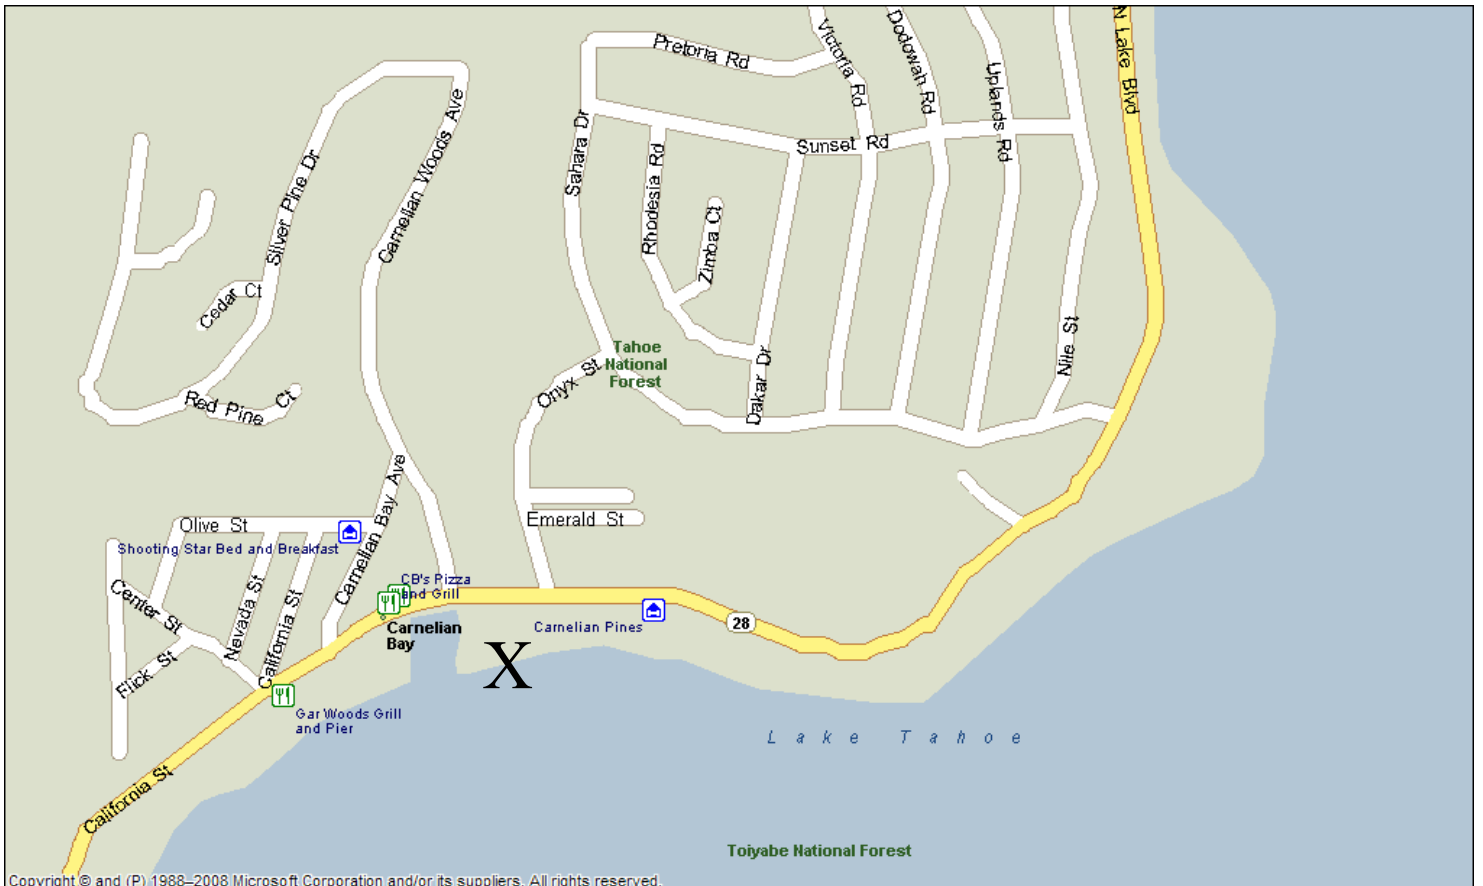 N Lake Blvd
Dodowah Rd
Victoria Rd
Pretoria Rd
Uplands Rd
Carnelian Woods Ave
Sahara Dr
Sunset Rd
Silver Pine Dr
Rhodesia Rd
Zimba Ct
Cedar Ct
Nile St
Tahoe
National
Forest
Onyx St
Dakar Dr
Red Pine Ct
Carnelian Bay Ave
Olive St
Emerald St
Shooting Star Bed and Breakfast
CB's Pizza
and Grill
Center St
Nevada St
California St
Carnelian Pines
28
Carnelian
Bay
X
Flick St
Gar Woods Grill
and Pier
Lake Tahoe
California St
Toiyabe National Forest
Copyright © and (P) 1988–2008 Microsoft Corporation and/or its suppliers. All rights reserved.